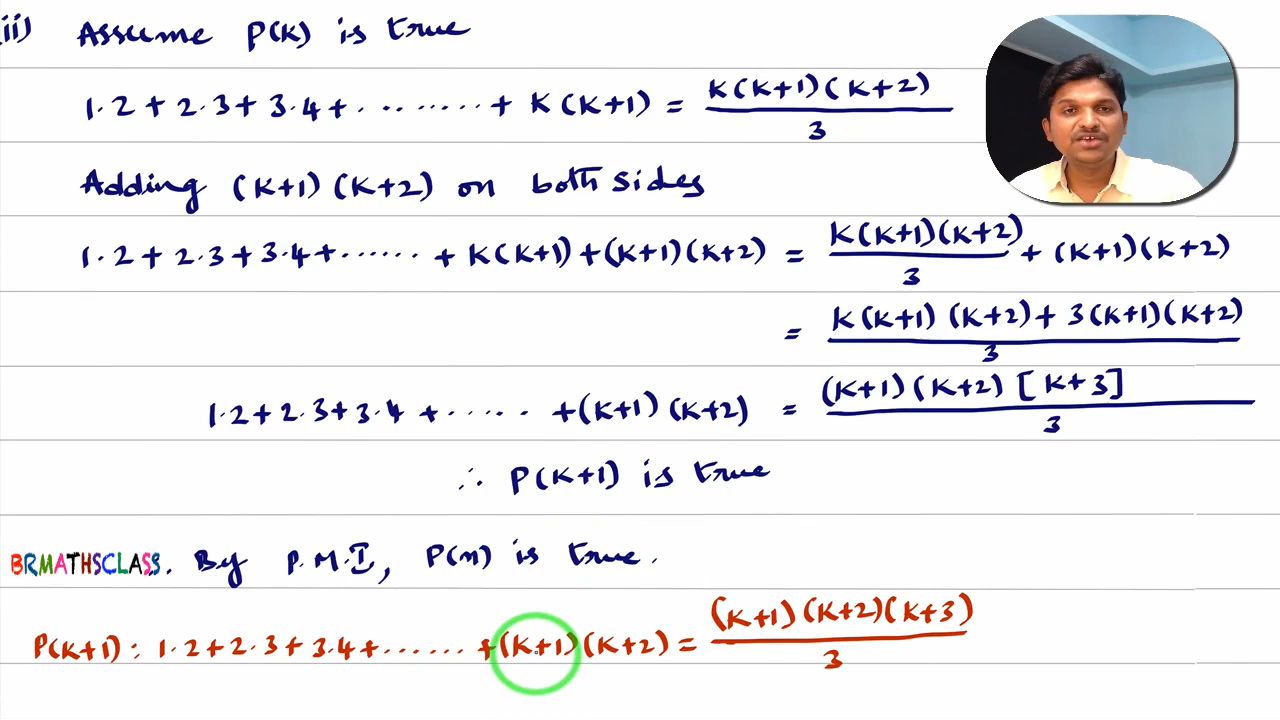 ii) Assume P(K) is true
1.2 + 2.3 + 3.4 + ......... + K(K+1) = K(K+1)(K+2) / 3
Adding (K+1)(K+2) on both sides
1.2 + 2.3 + 3.4 + ...... + K(K+1) + (K+1)(K+2) = K(K+1)(K+2) / 3 + (K+1)(K+2)
= K(K+1)(K+2) + 3(K+1)(K+2) / 3
1.2 + 2.3 + 3.4 + ...... + (K+1)(K+2) = (K+1)(K+2)[K+3] / 3
∴ P(K+1) is true
BRMATHSCLASS. By P.M.I, P(n) is true.
P(K+1) : 1.2 + 2.3 + 3.4 + ...... + (K+1)(K+2) = (K+1)(K+2)(K+3) / 3